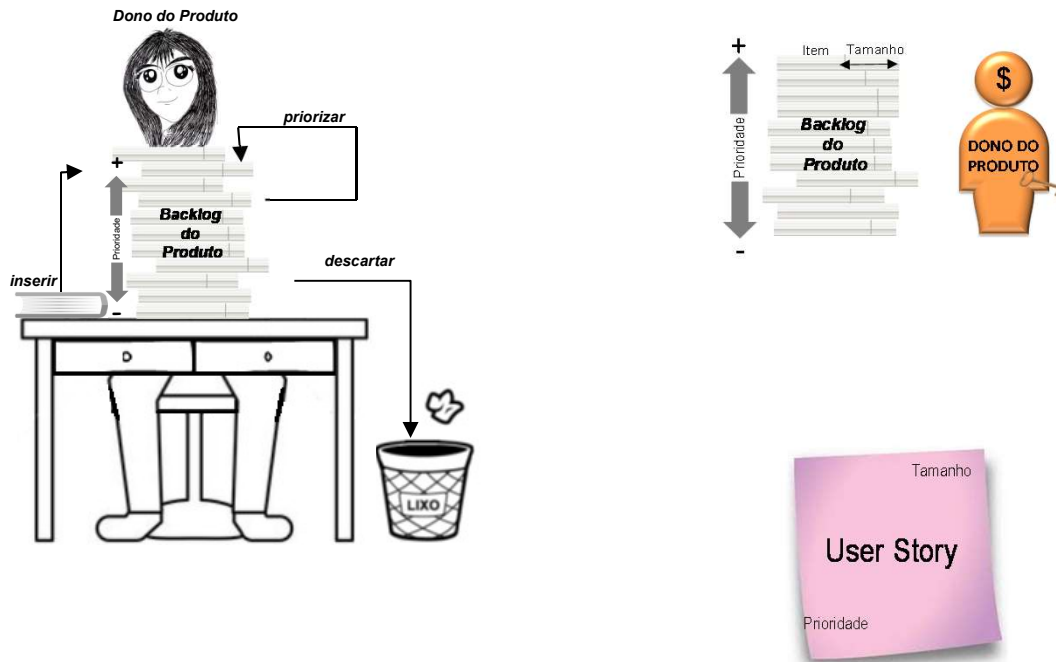 Dono do Produto
priorizar
+
Prioridade
Backlog
do
Produto
inserir
-
descartar
LIXO
+
Item
Tamanho
Prioridade
Backlog
do
Produto
-
$
DONO DO
PRODUTO
Tamanho
User Story
Prioridade